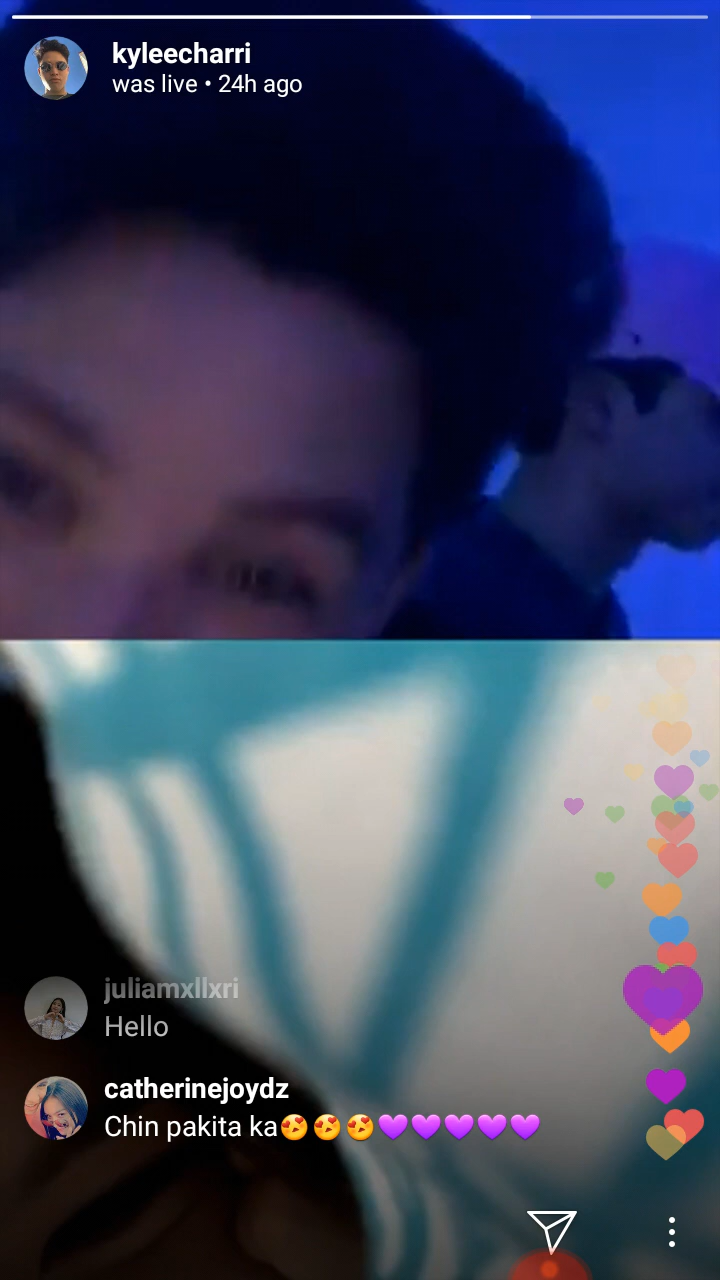 kyleecharri
was live • 24h ago
juliamxllxri
Hello
catherinejoydz
Chin pakita ka😍😍😍💜💜💜💜💜